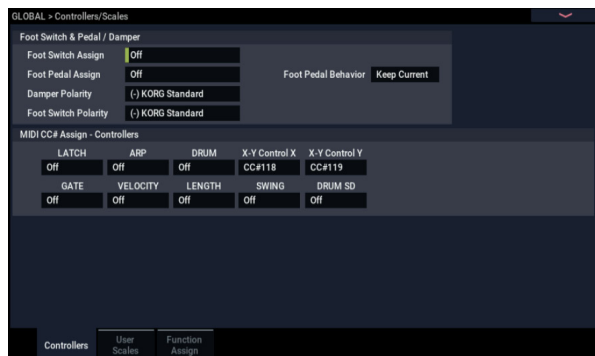 GLOBAL > Controllers/Scales
Foot Switch & Pedal / Damper
Foot Switch Assign Off
Foot Pedal Assign Off Foot Pedal Behavior Keep Current
Damper Polarity (-) KORG Standard
Foot Switch Polarity (-) KORG Standard
MIDI CC# Assign - Controllers
LATCH ARP DRUM X-Y Control X X-Y Control Y
Off Off Off CC#118 CC#119
GATE VELOCITY LENGTH SWING DRUM SD
Off Off Off Off Off
Controllers User Scales Function Assign